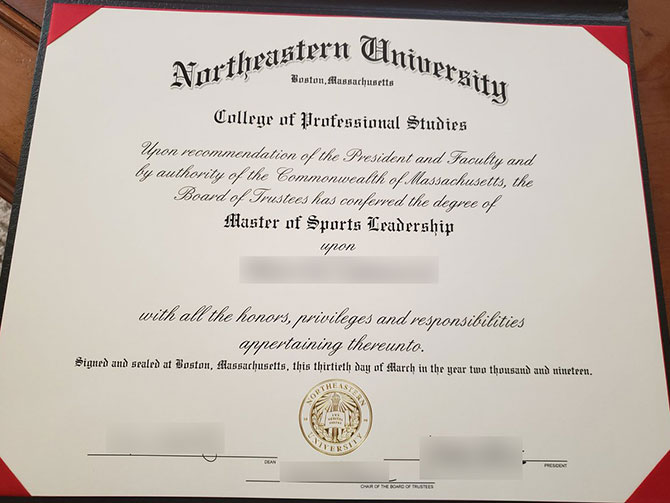 Northeastern University
Boston, Massachusetts
College of Professional Studies
Upon recommendation of the President and Faculty and
by authority of the Commonwealth of Massachusetts, the
Board of Trustees has conferred the degree of
Master of Sports Leadership
upon
with all the honors, privileges and responsibilities
appertaining thereunto.
Signed and sealed at Boston, Massachusetts, this thirtieth day of March in the year two thousand and nineteen.
NORTHEASTERN
UNIVERSITY
DEAN
PRESIDENT
CHAIR OF THE BOARD OF TRUSTEES